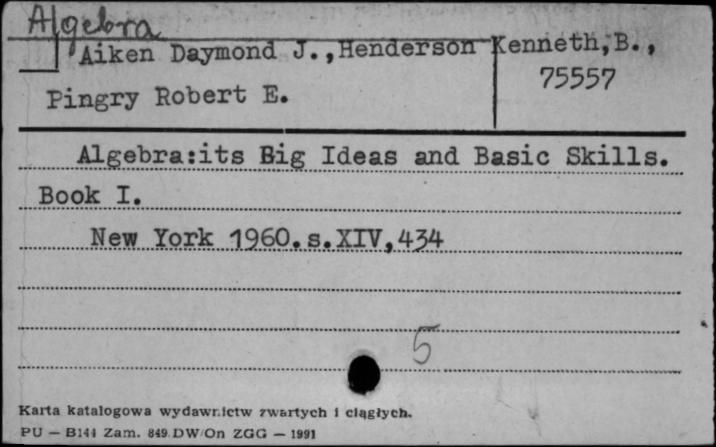 Algebra
Aiken Daymond J.,Henderson Kenneth,B.,
75557
Pingry Robert E.
Algebra:its Big Ideas and Basic Skills.
Book I.
New York 1960.s.XIV,434
5
Karta katalogowa wydawnictw zwartych i ciągłych.
PU — B144 Zam. 849 DW/On ZGG — 1991